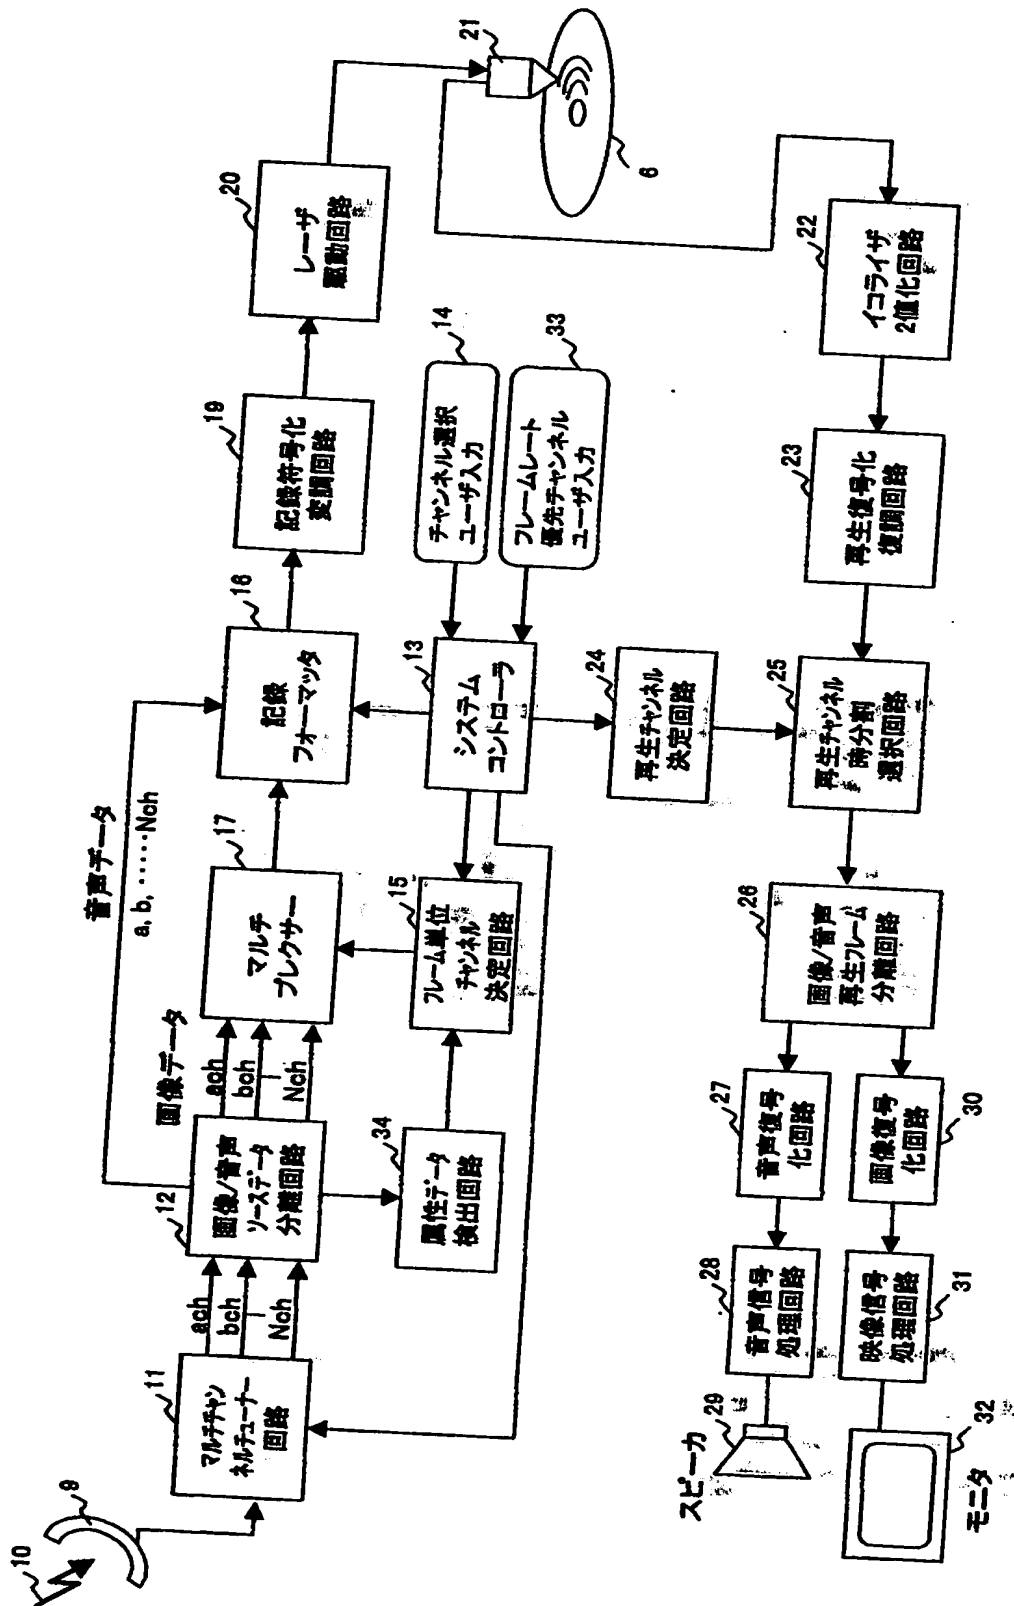 10
9
11
マルチチャン
ネルチューナー
回路
ach
bch
Nch
12
画像/音声
ソースデータ
分離回路
音声データ
a, b, ‥‥‥Nch
画像データ
ach
bch
Nch
17
マルチ
プレクサー
18
記録
フォーマッタ
19
記録符号化
変調回路
20
レーザ
駆動回路
21
6
34
属性データ
検出回路
15
フレーム単位
チャンネル
決定回路
13
システム
コントローラ
14
チャンネル選択
ユーザ入力
33
フレームレート
優先チャンネル
ユーザ入力
24
再生チャンネル
決定回路
22
イコライザ
2値化回路
23
再生復号化
復調回路
25
再生チャンネル
時分割
選択回路
26
画像/音声
再生フレーム
分離回路
27
音声復号
化回路
30
画像復号
化回路
28
音声信号
処理回路
31
映像信号
処理回路
29
スピーカ
32
モニタ